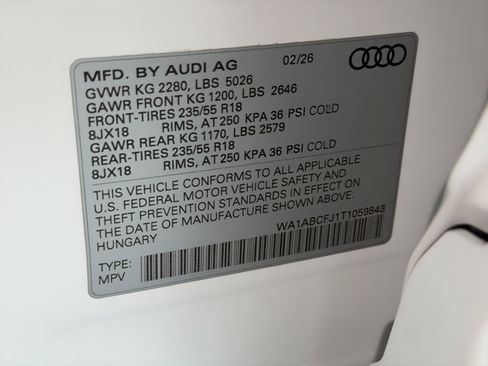 MFD. BY AUDI AG 02/26
GVWR KG 2280, LBS 5026
GAWR FRONT KG 1200, LBS 2646
FRONT-TIRES 235/55 R18
8JX18 RIMS, AT 250 KPA 36 PSI COLD
GAWR REAR KG 1170, LBS 2579
REAR-TIRES 235/55 R18
8JX18 RIMS, AT 250 KPA 36 PSI COLD
THIS VEHICLE CONFORMS TO ALL APPLICABLE
U.S. FEDERAL MOTOR VEHICLE SAFETY AND
THEFT PREVENTION STANDARDS IN EFFECT ON
THE DATE OF MANUFACTURE SHOWN ABOVE.
HUNGARY
WA1ABCFJ1T1059843
TYPE:
MPV